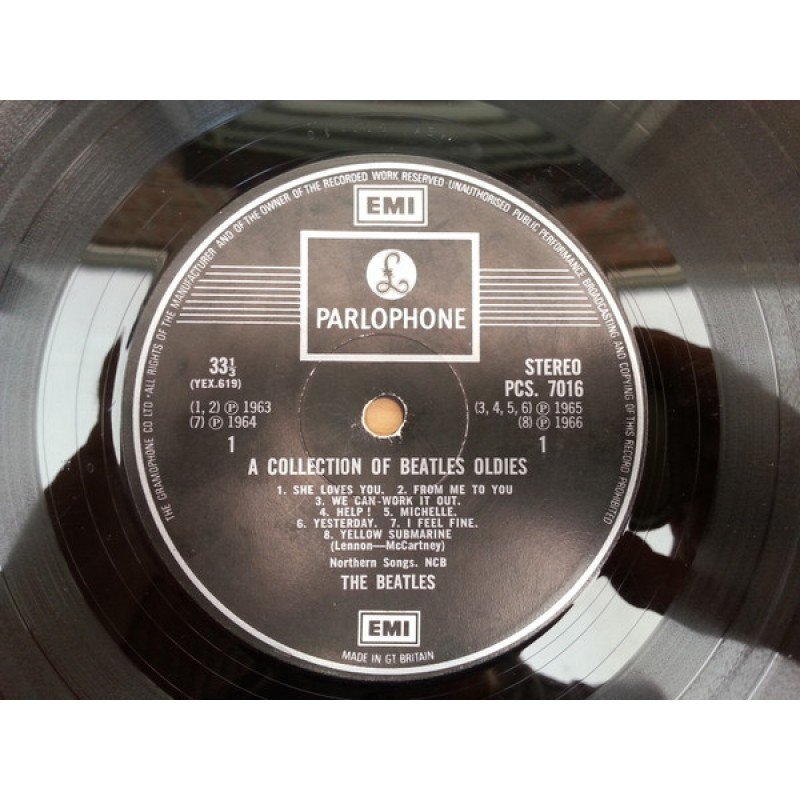 THE GRAMOPHONE CO LTD · ALL RIGHTS OF THE MANUFACTURER AND OF THE OWNER OF THE RECORDED WORK RESERVED · UNAUTHORISED PUBLIC PERFORMANCE BROADCASTING AND COPYING OF THIS RECORD PROHIBITED
EMI
£
PARLOPHONE
33⅓ STEREO
(YEX.619) PCS. 7016
(1, 2) Ⓟ 1963 (3, 4, 5, 6) Ⓟ 1965
(7) Ⓟ 1964 (8) Ⓟ 1966
1 1
A COLLECTION OF BEATLES OLDIES
1. SHE LOVES YOU. 2. FROM ME TO YOU
3. WE CAN-WORK IT OUT.
4. HELP! 5. MICHELLE.
6. YESTERDAY. 7. I FEEL FINE.
8. YELLOW SUBMARINE
(Lennon—McCartney)
Northern Songs. NCB
THE BEATLES
EMI
MADE IN GT. BRITAIN